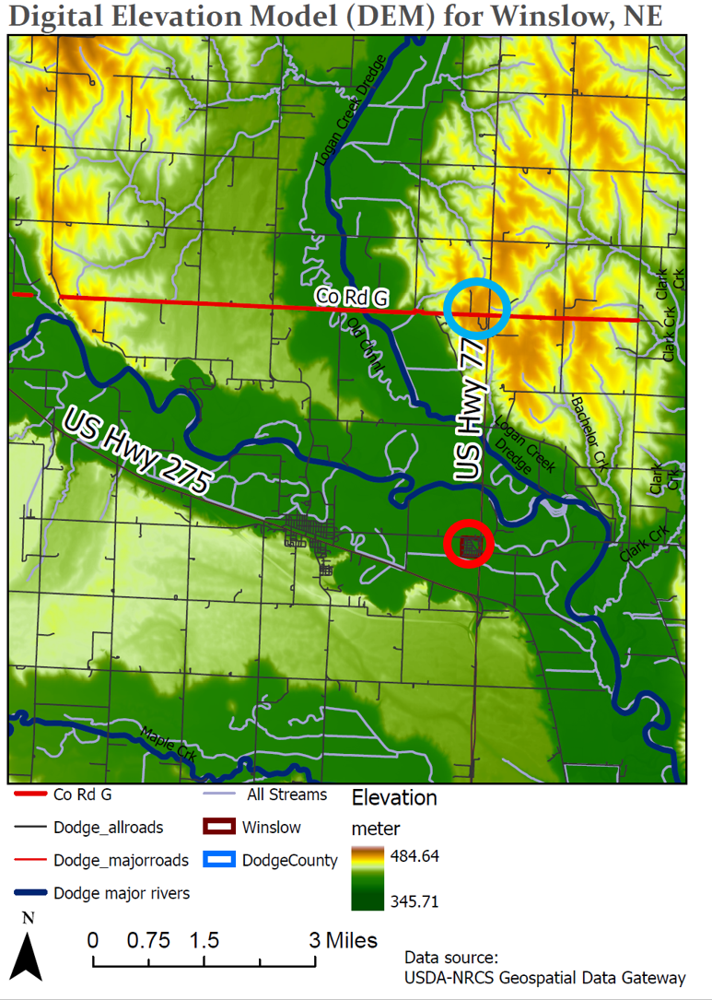 Digital Elevation Model (DEM) for Winslow, NE
Logan Creek Dredge
Clark
Crk
Co Rd G
Clark Crk
Old Chnnl
US Hwy 77
US Hwy 275
Bachelor Crk
Logan Creek
Dredge
Clark
Crk
Clark Crk
Maple Crk
Co Rd G
All Streams
Elevation
Dodge_allroads
Winslow
meter
Dodge_majorroads
DodgeCounty
484.64
Dodge major rivers
345.71
N
0 0.75 1.5 3 Miles
Data source:
USDA-NRCS Geospatial Data Gateway